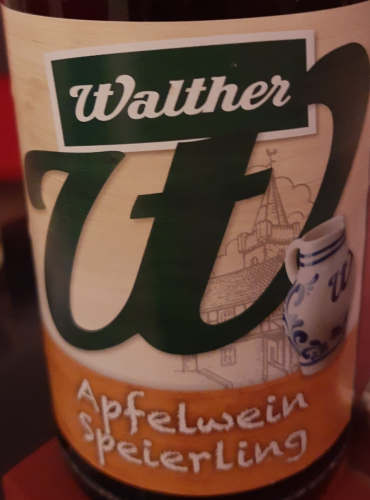 Walther
W
W
Apfelwein
Speierling